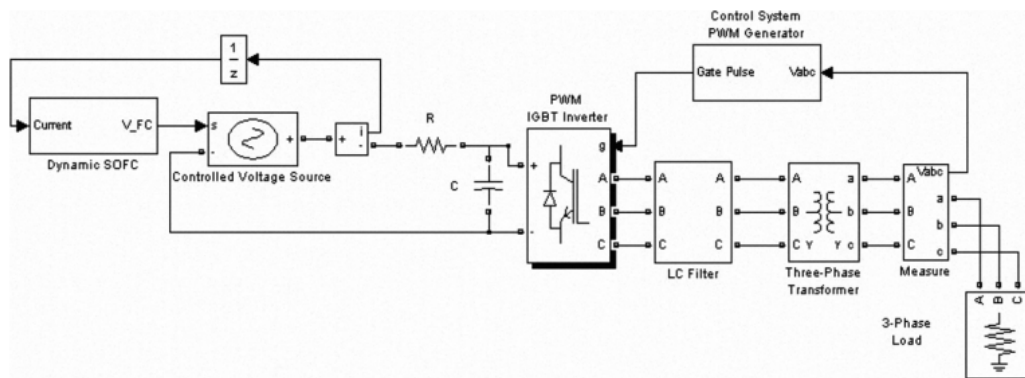 Control System
PWM Generator
1
z
Gate Pulse
Vabc
Current
V_FC
Dynamic SOFC
s
-
+
Controlled Voltage Source
+
-
i
R
C
PWM
IGBT Inverter
g
+
-
A
B
C
A
B
C
A
B
C
LC Filter
A
B
C
Y
a
b
c
Y
Three-Phase
Transformer
A
B
C
Vabc
a
b
c
Measure
A B C
3-Phase
Load